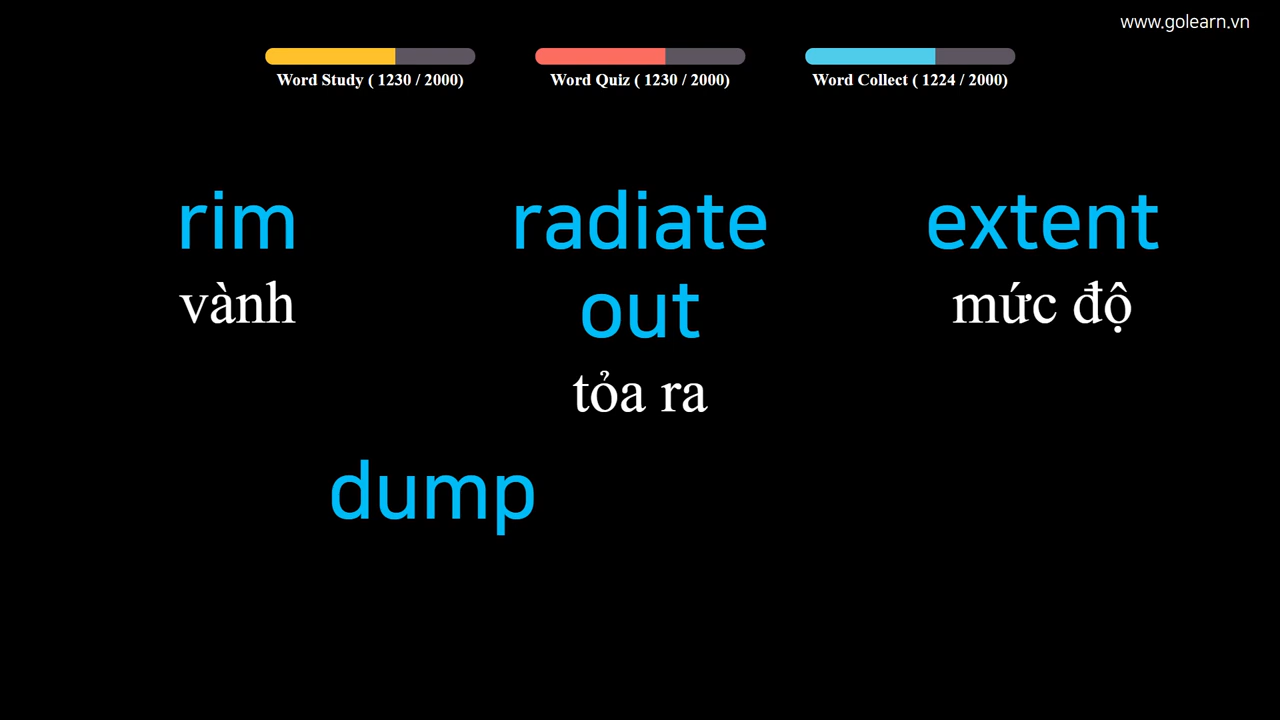 www.golearn.vn
Word Study ( 1230 / 2000)
Word Quiz ( 1230 / 2000)
Word Collect ( 1224 / 2000)
rim
vành
radiate
out
tỏa ra
extent
mức độ
dump